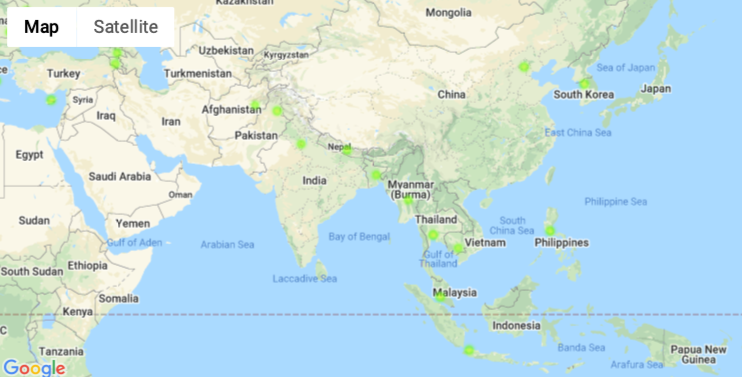 Kazakhstan
Mongolia
Map
Satellite
Uzbekistan
Kyrgyzstan
Turkey
Turkmenistan
Sea of Japan
Syria
Afghanistan
China
South Korea
Japan
Iraq
Iran
Pakistan
East China Sea
Egypt
Nepal
Saudi Arabia
India
Myanmar
(Burma)
Oman
Philippine Sea
Sudan
Yemen
Thailand
South
China Sea
Gulf of Aden
Arabian Sea
Bay of Bengal
Vietnam
Philippines
Gulf of
Thailand
South Sudan
Ethiopia
Laccadive Sea
Somalia
Malaysia
Kenya
Indonesia
Tanzania
Banda Sea
Papua New
Guinea
Arafura Sea
Google